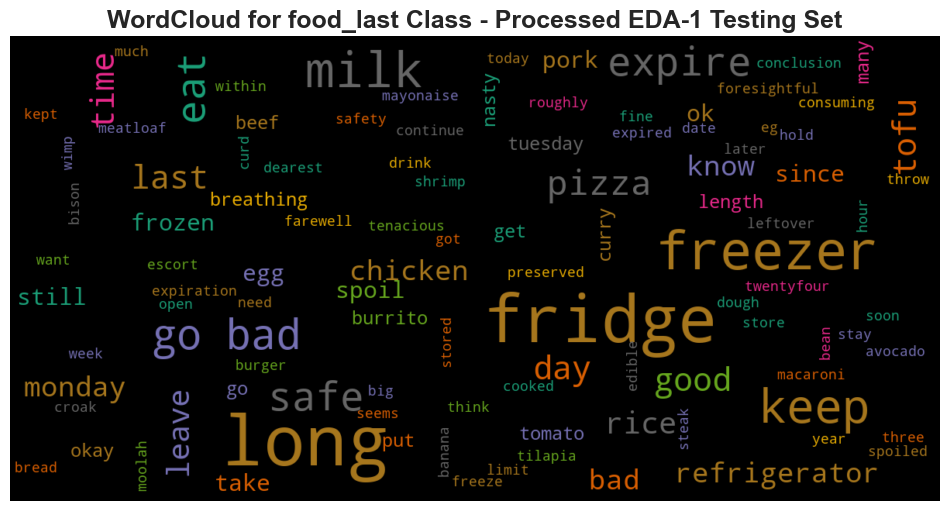 WordCloud for food_last Class - Processed EDA-1 Testing Set
much
time
eat
milk
today
pork
expire
conclusion
many
within
mayonaise
nasty
foresightful
kept
meatloaf
beef
safety
continue
roughly
fine
ok
consuming
tofu
wimp
curd
dearest
drink
tuesday
expired
date
eg
hold
later
bison
last
breathing
shrimp
pizza
know
since
throw
frozen
farewell
tenacious
got
get
curry
length
leftover
hour
want
escort
egg
chicken
preserved
freezer
still
expiration
open
need
spoil
burrito
fridge
twentyfour
dough
store
soon
go bad
week
burger
stored
day
edible
bean
stay
avocado
monday
croak
leave
go
safe
big
seems
cooked
good
macaroni
keep
okay
moolah
long
put
think
banana
tomato
rice
steak
year
three
spoiled
bread
take
tilapia
limit
freeze
bad
refrigerator